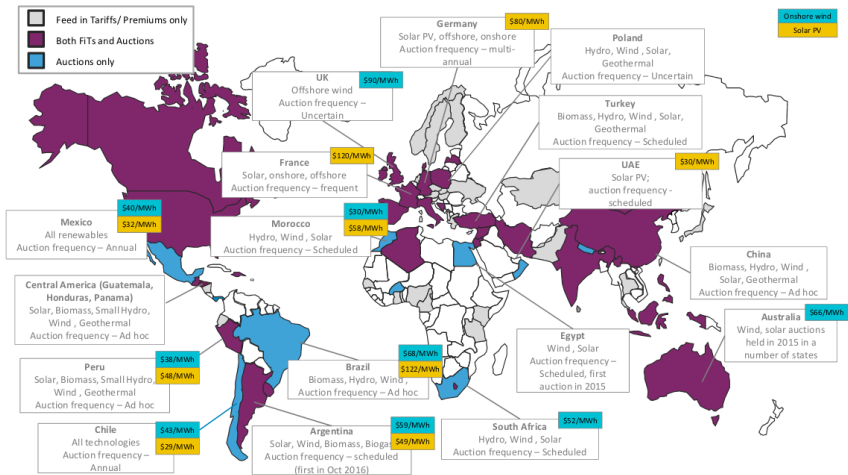 Feed in Tariffs/ Premiums only
Both FiTs and Auctions
Auctions only
Onshore wind
Solar PV
Germany
$80/MWh
Solar PV, offshore, onshore
Auction frequency – multi-
annual
Poland
Hydro, Wind , Solar,
Geothermal
Auction frequency – Uncertain
UK
$90/MWh
Offshore wind
Auction frequency –
Uncertain
Turkey
Biomass, Hydro, Wind , Solar,
Geothermal
Auction frequency – Scheduled
France
$120/MWh
Solar, onshore, offshore
Auction frequency – frequent
UAE
$30/MWh
Solar PV;
auction frequency -
scheduled
Mexico
$40/MWh
$32/MWh
All renewables
Auction frequency – Annual
Morocco
$30/MWh
$58/MWh
Hydro, Wind , Solar
Auction frequency – Scheduled
China
Biomass, Hydro, Wind ,
Solar, Geothermal
Auction frequency – Ad hoc
Central America (Guatemala,
Honduras, Panama)
Solar, Biomass, Small Hydro,
Wind , Geothermal
Auction frequency – Ad hoc
Australia
$66/MWh
Wind, solar auctions
held in 2015 in a
number of states
Egypt
Wind , Solar
Auction frequency –
Scheduled, first
auction in 2015
Peru
$38/MWh
$48/MWh
Solar, Biomass, Small Hydro,
Wind , Geothermal
Auction frequency – Ad hoc
Brazil
$68/MWh
$122/MWh
Biomass, Hydro, Wind ,
Auction frequency – Ad hoc
Chile
$43/MWh
$29/MWh
All technologies
Auction frequency –
Annual
Argentina
$59/MWh
$49/MWh
Solar, Wind, Biomass, Biogas
Auction frequency – scheduled
(first in Oct 2016)
South Africa
$52/MWh
Hydro, Wind , Solar
Auction frequency – Scheduled